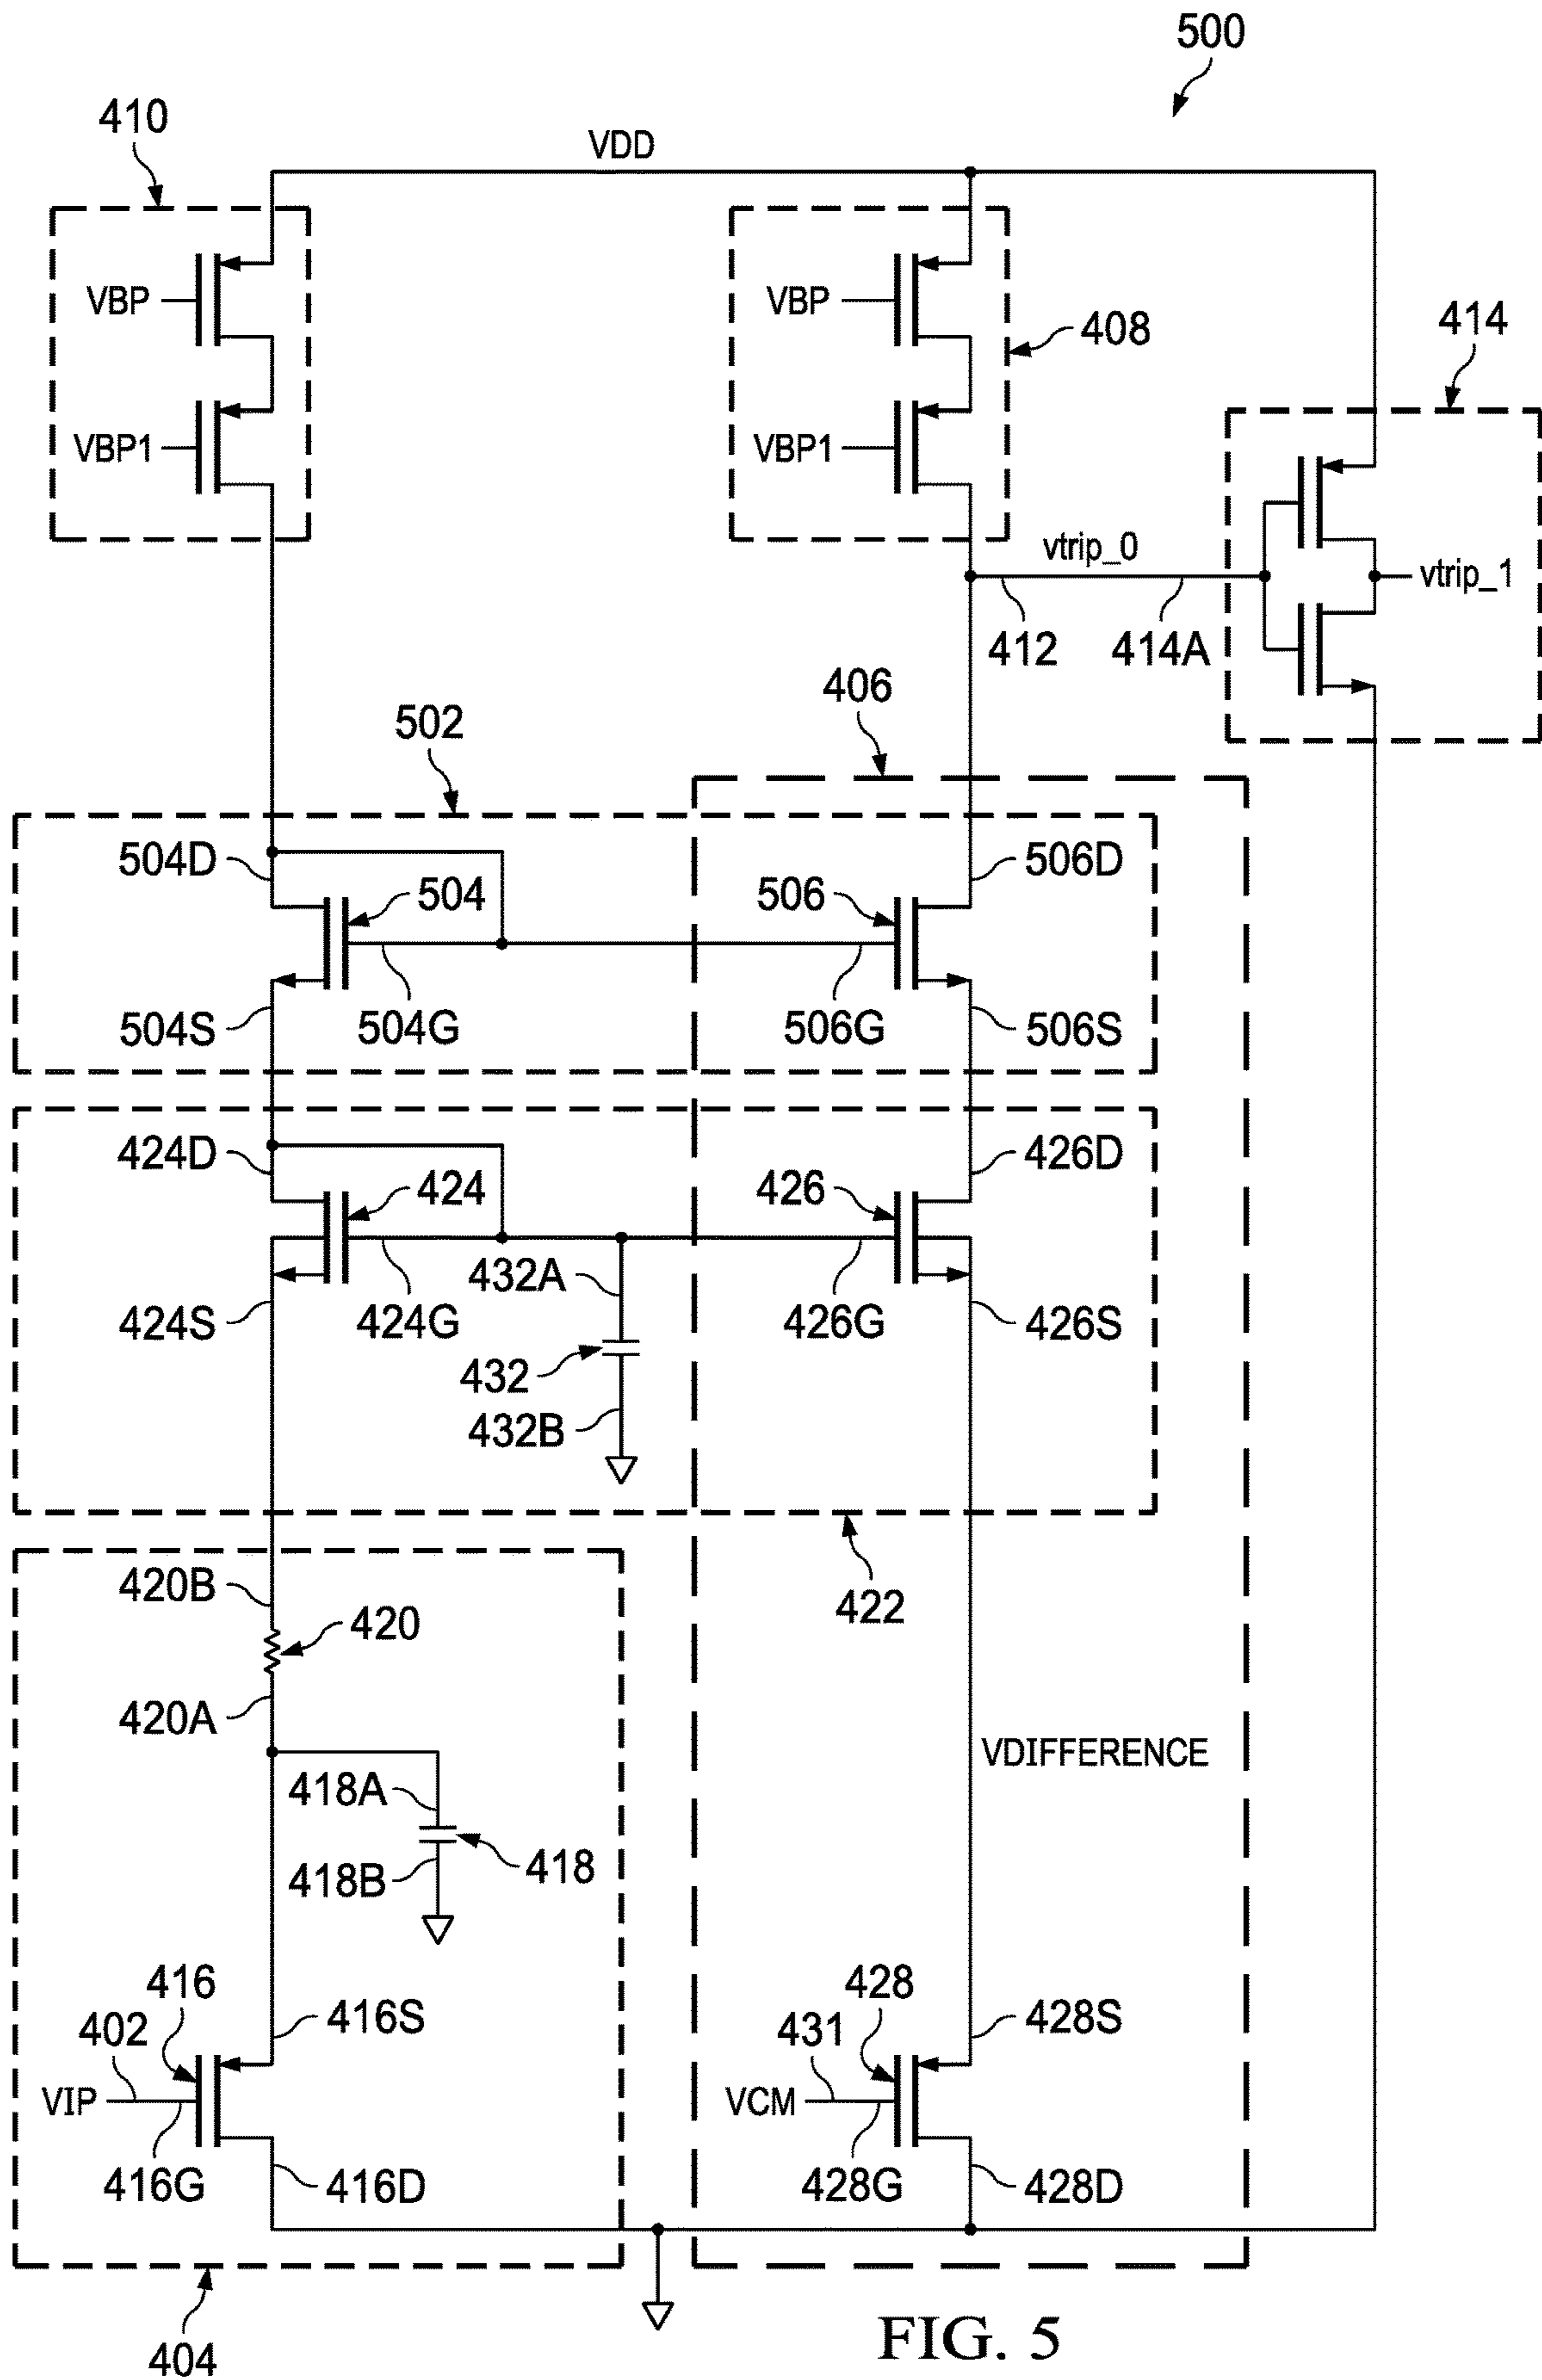 500
410
VDD
VBP
VBP
408
414
VBP1
VBP1
vtrip_0
vtrip_1
412
414A
406
502
504D
506D
504
506
504S
504G
506G
506S
424D
426D
424
426
432A
424S
424G
426G
426S
432
432B
420B
420
422
420A
VDIFFERENCE
418A
418B
418
416
428
402
416S
431
428S
VIP
VCM
416G
416D
428G
428D
404
FIG. 5